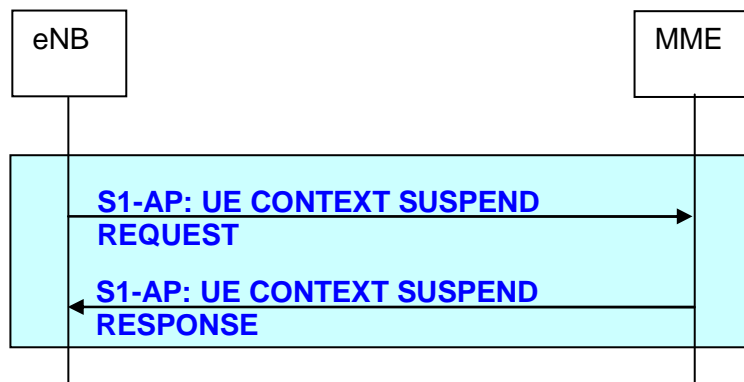 eNB
MME
S1-AP: UE CONTEXT SUSPEND
REQUEST
S1-AP: UE CONTEXT SUSPEND
RESPONSE